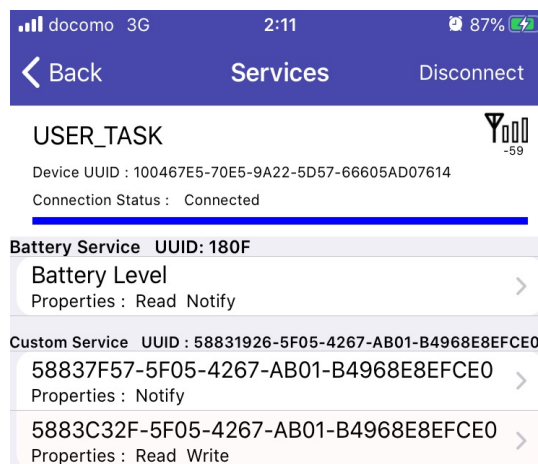 docomo 3G 2:11 87%
Back Services Disconnect
USER_TASK
-59
Device UUID : 100467E5-70E5-9A22-5D57-66605AD07614
Connection Status : Connected
Battery Service UUID: 180F
Battery Level
Properties : Read Notify
Custom Service UUID : 58831926-5F05-4267-AB01-B4968E8EFCE0
58837F57-5F05-4267-AB01-B4968E8EFCE0
Properties : Notify
5883C32F-5F05-4267-AB01-B4968E8EFCE0
Properties : Read Write